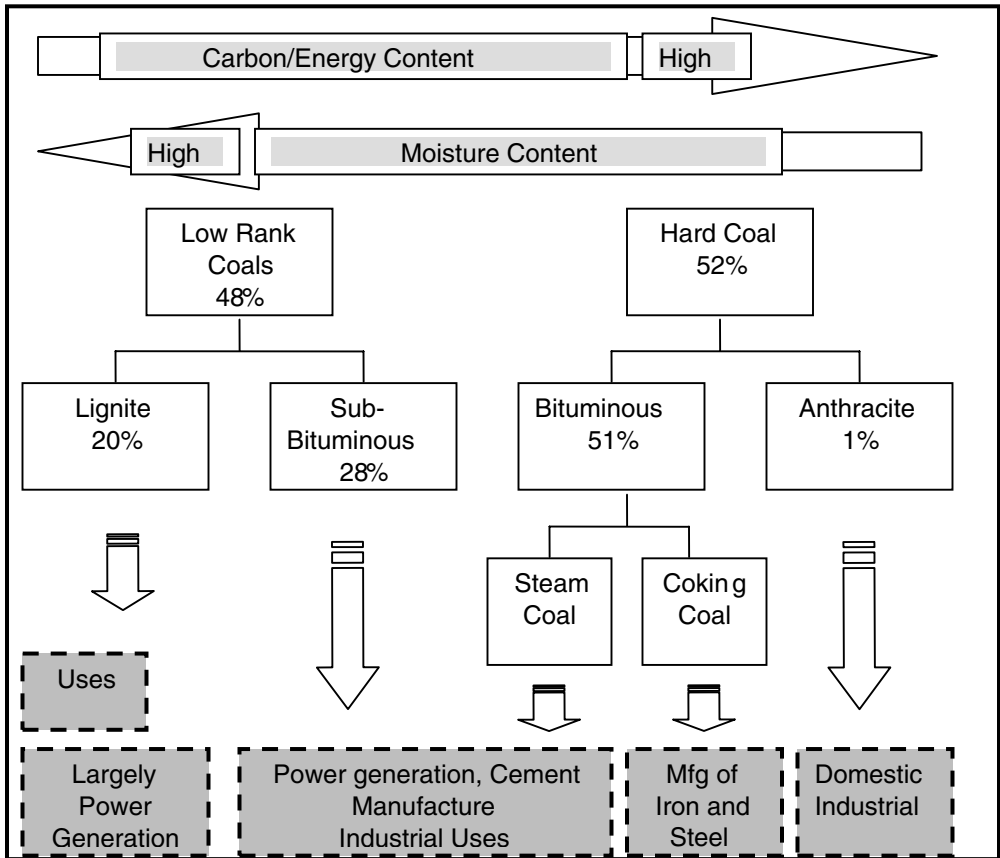 Carbon/Energy Content
High
High
Moisture Content
Low Rank
Coals
48%
Hard Coal
52%
Lignite
20%
Sub-
Bituminous
28%
Bituminous
51%
Anthracite
1%
Steam
Coal
Coking
Coal
Uses
Largely
Power
Generation
Power generation, Cement
Manufacture
Industrial Uses
Mfg of
Iron and
Steel
Domestic
Industrial